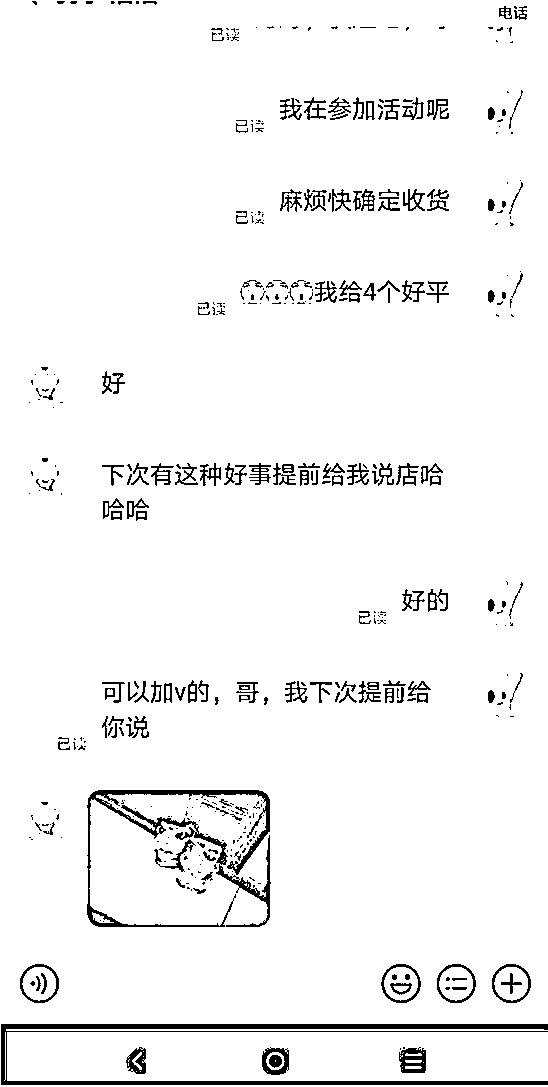 电话
已读
我在参加活动呢
已读
麻烦快确定收货
已读
我给4个好平
已读
好
下次有这种好事提前给我说店哈
哈哈
好的
已读
可以加v的，哥，我下次提前给
你说
已读